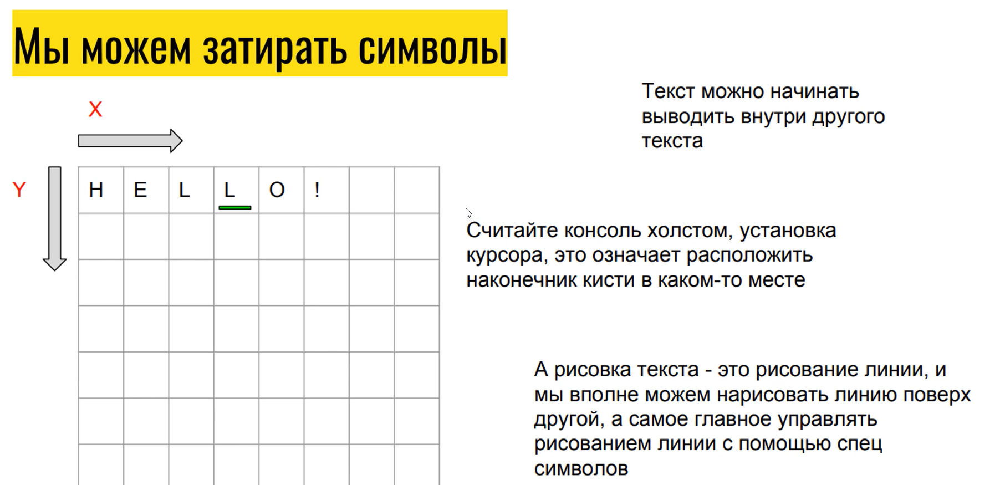 Мы можем затирать символы
Текст можно начинать
выводить внутри другого
текста
X
Y
H E L L O !
Считайте консоль холстом, установка
курсора, это означает расположить
наконечник кисти в каком-то месте
А рисовка текста - это рисование линии, и
мы вполне можем нарисовать линию поверх
другой, а самое главное управлять
рисованием линии с помощью спец
символов